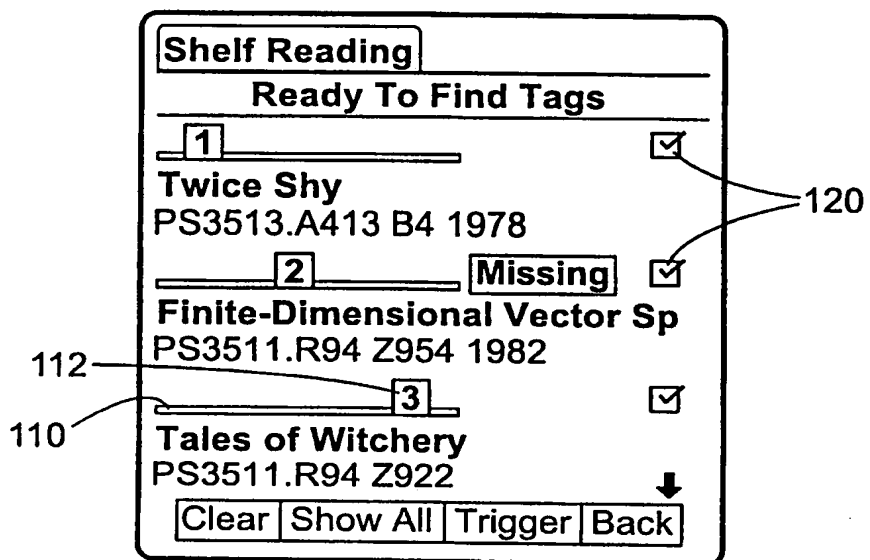 Shelf Reading
Ready To Find Tags
1
Twice Shy
PS3513.A413 B4 1978
120
2 Missing
Finite-Dimensional Vector Sp
PS3511.R94 Z954 1982
112
3
110
Tales of Witchery
PS3511.R94 Z922
Clear Show All Trigger Back